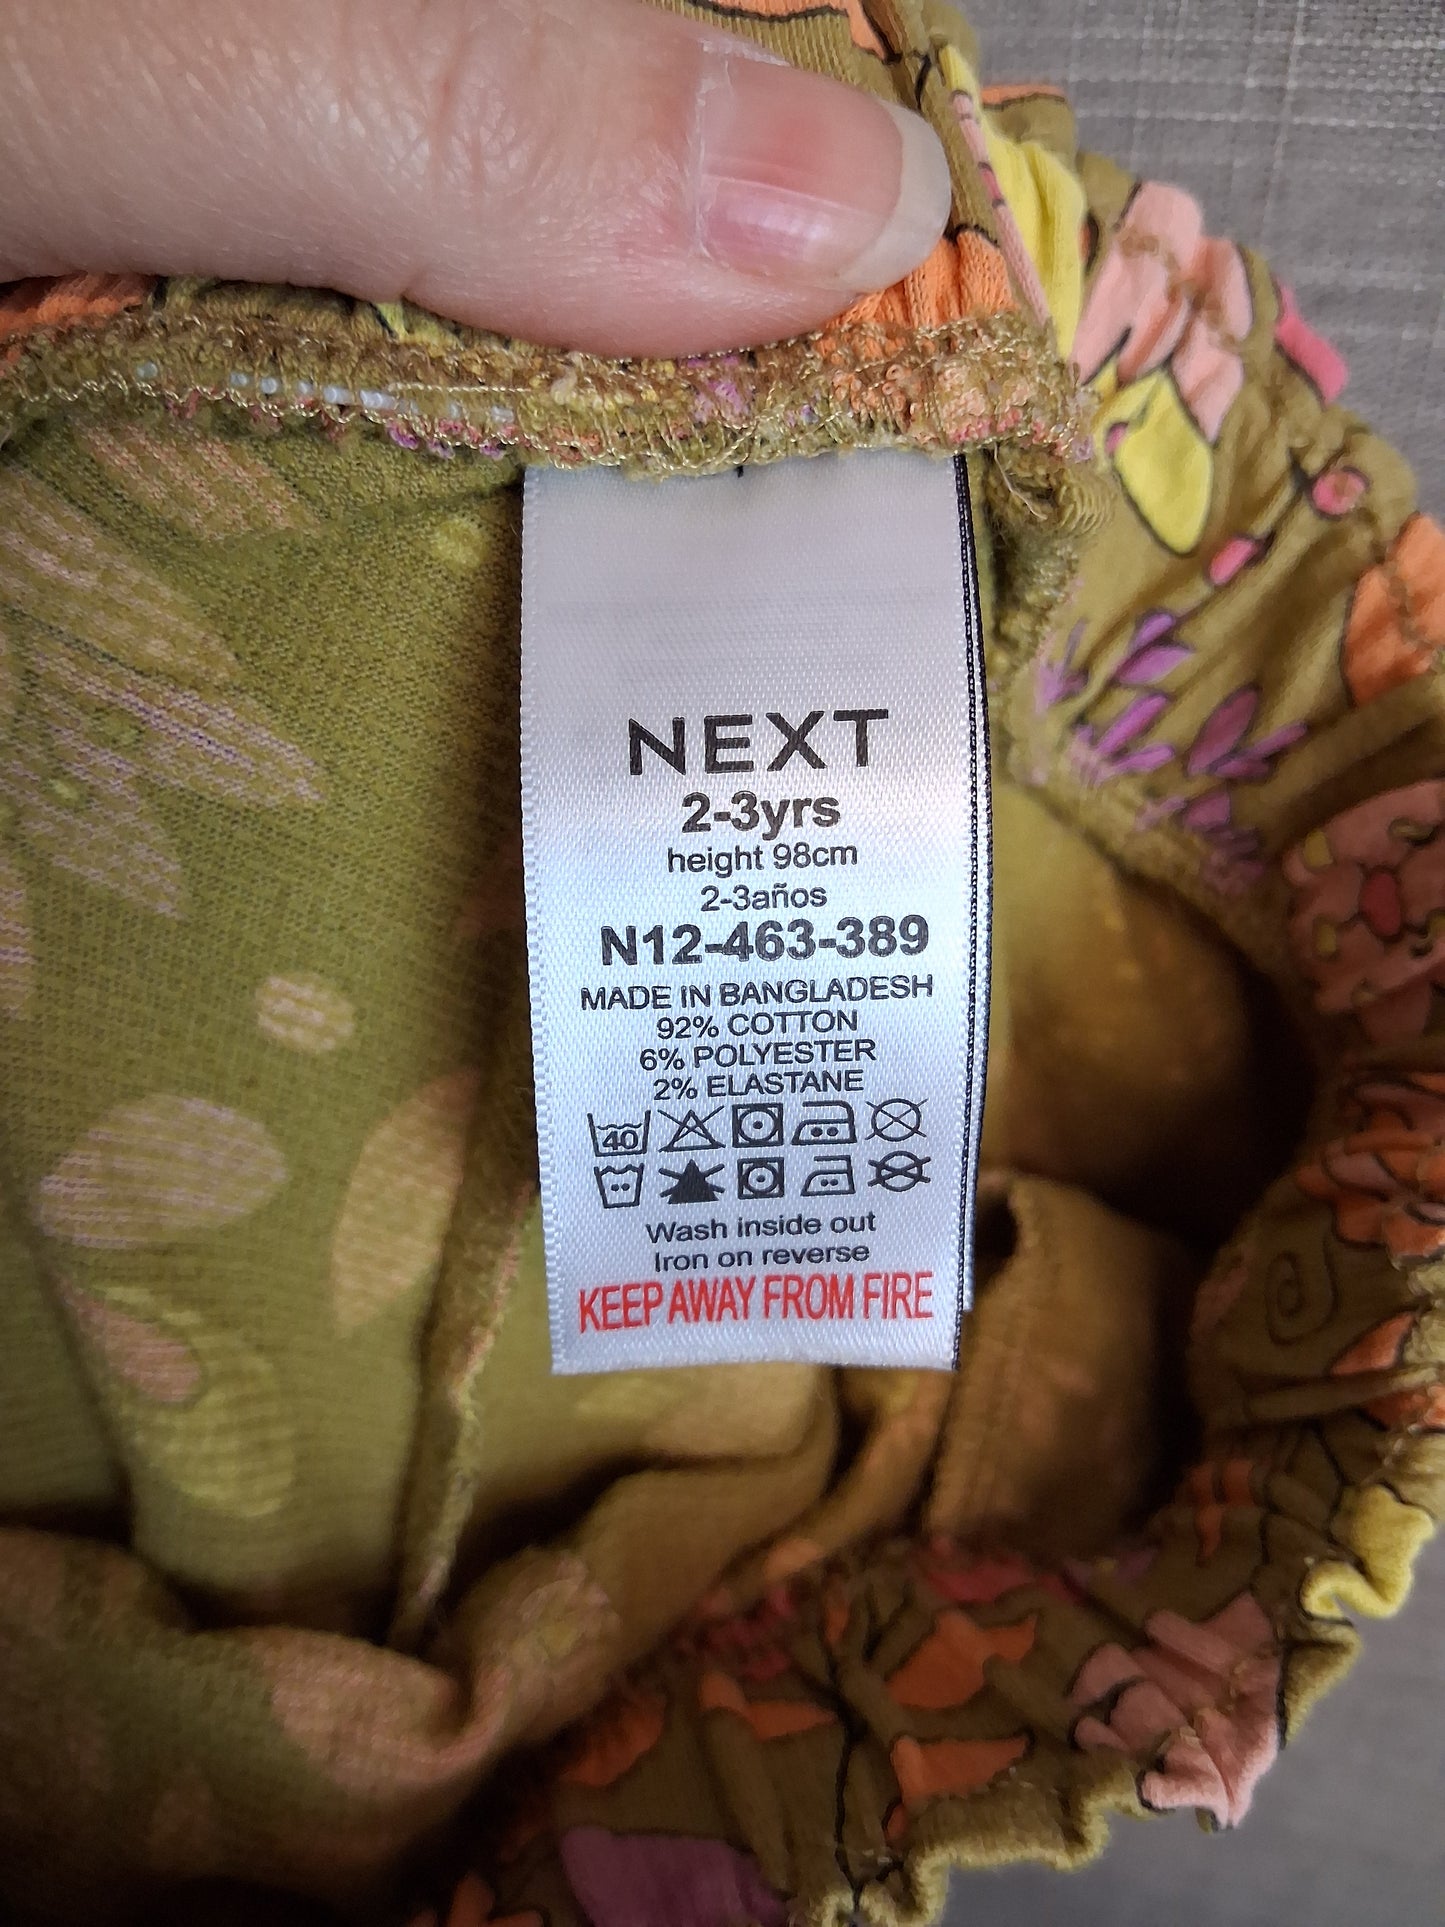 NEXT
2-3yrs
height 98cm
2-3años
N12-463-389
MADE IN BANGLADESH
92% COTTON
6% POLYESTER
2% ELASTANE
40
Wash inside out
Iron on reverse
KEEP AWAY FROM FIRE